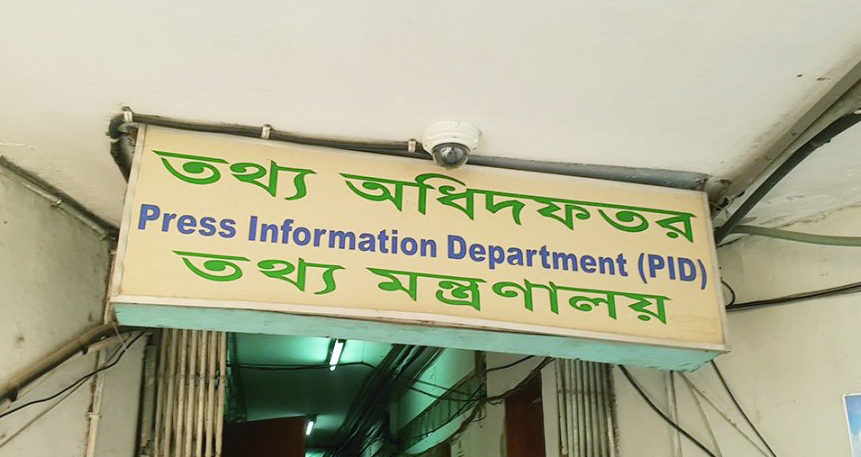 তথ্য অধিদফতর
Press Information Department (PID)
তথ্য মন্ত্রণালয়